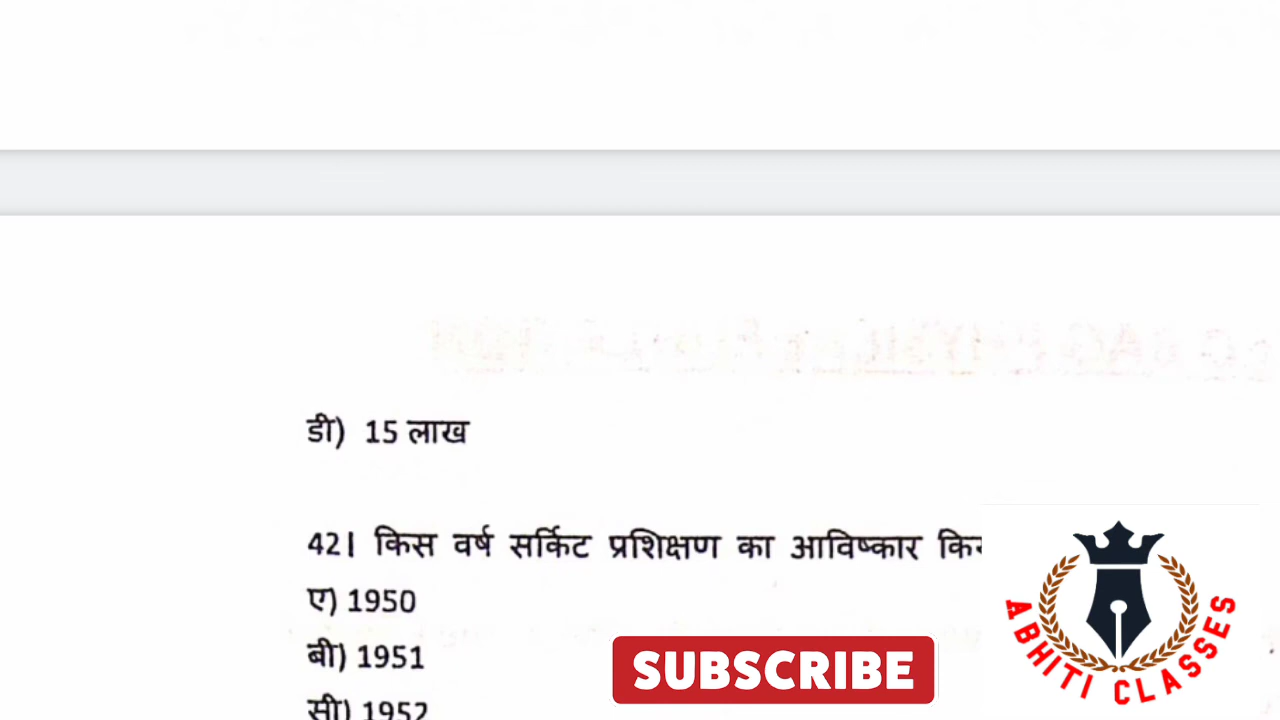 डी) 15 लाख
42। किस वर्ष सर्किट प्रशिक्षण का आविष्कार
ए) 1950
बी) 1951
सी) 1952
SUBSCRIBE
ABHITI CLASSES